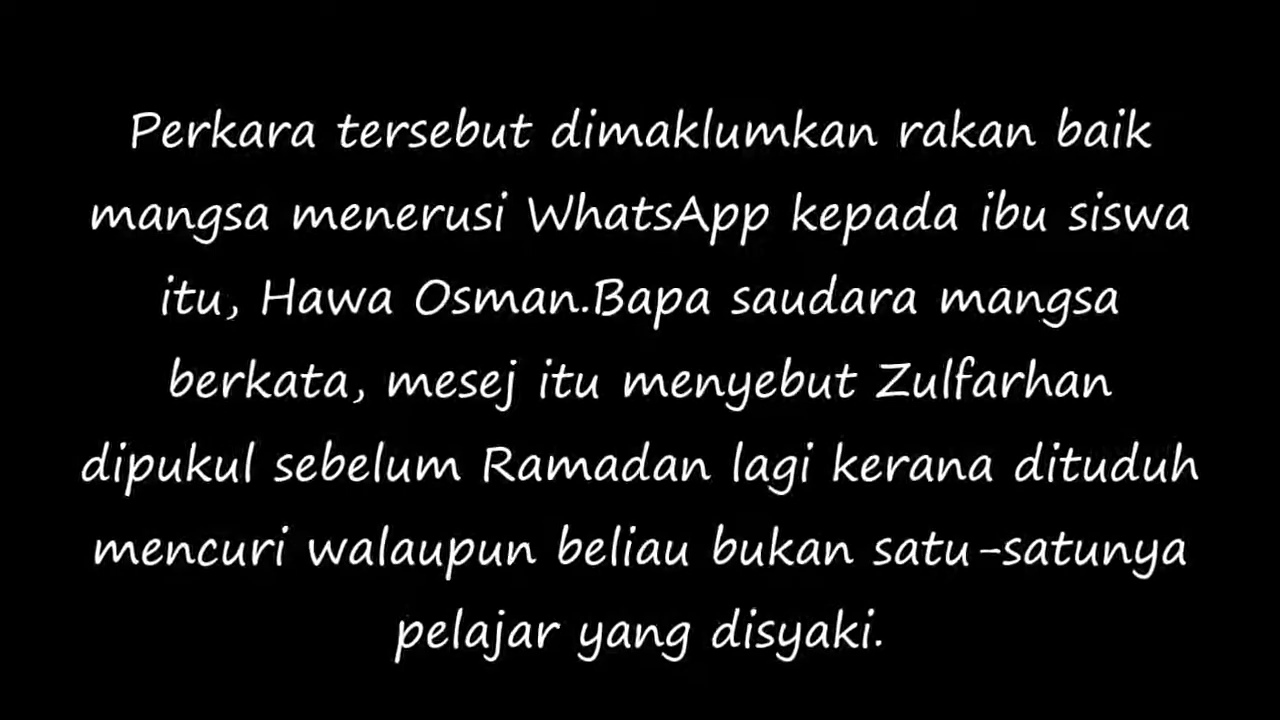 Perkara tersebut dimaklumkan rakan baik
mangsa menerusi WhatsApp kepada ibu siswa
itu, Hawa Osman.Bapa saudara mangsa
berkata, mesej itu menyebut Zulfarhan
dipukul sebelum Ramadan lagi kerana dituduh
mencuri walaupun beliau bukan satu-satunya
pelajar yang disyaki.